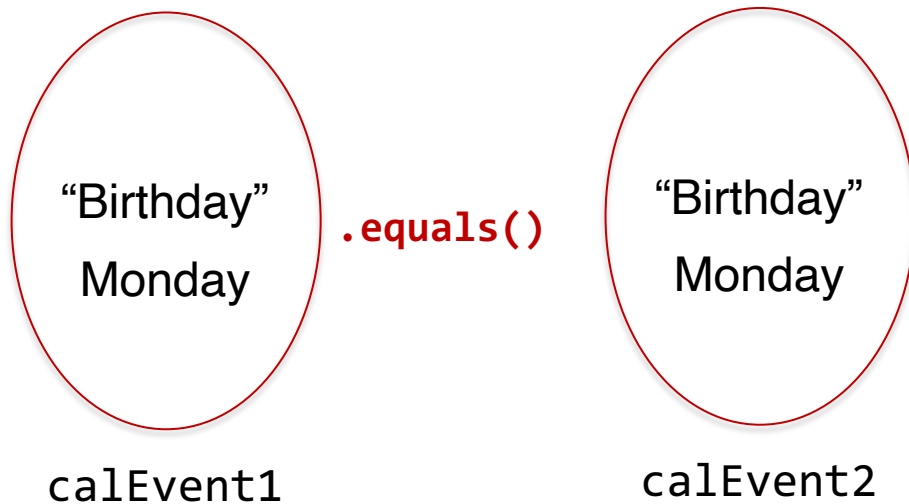 “Birthday”
Monday
calEvent1
.equals()
“Birthday”
Monday
calEvent2